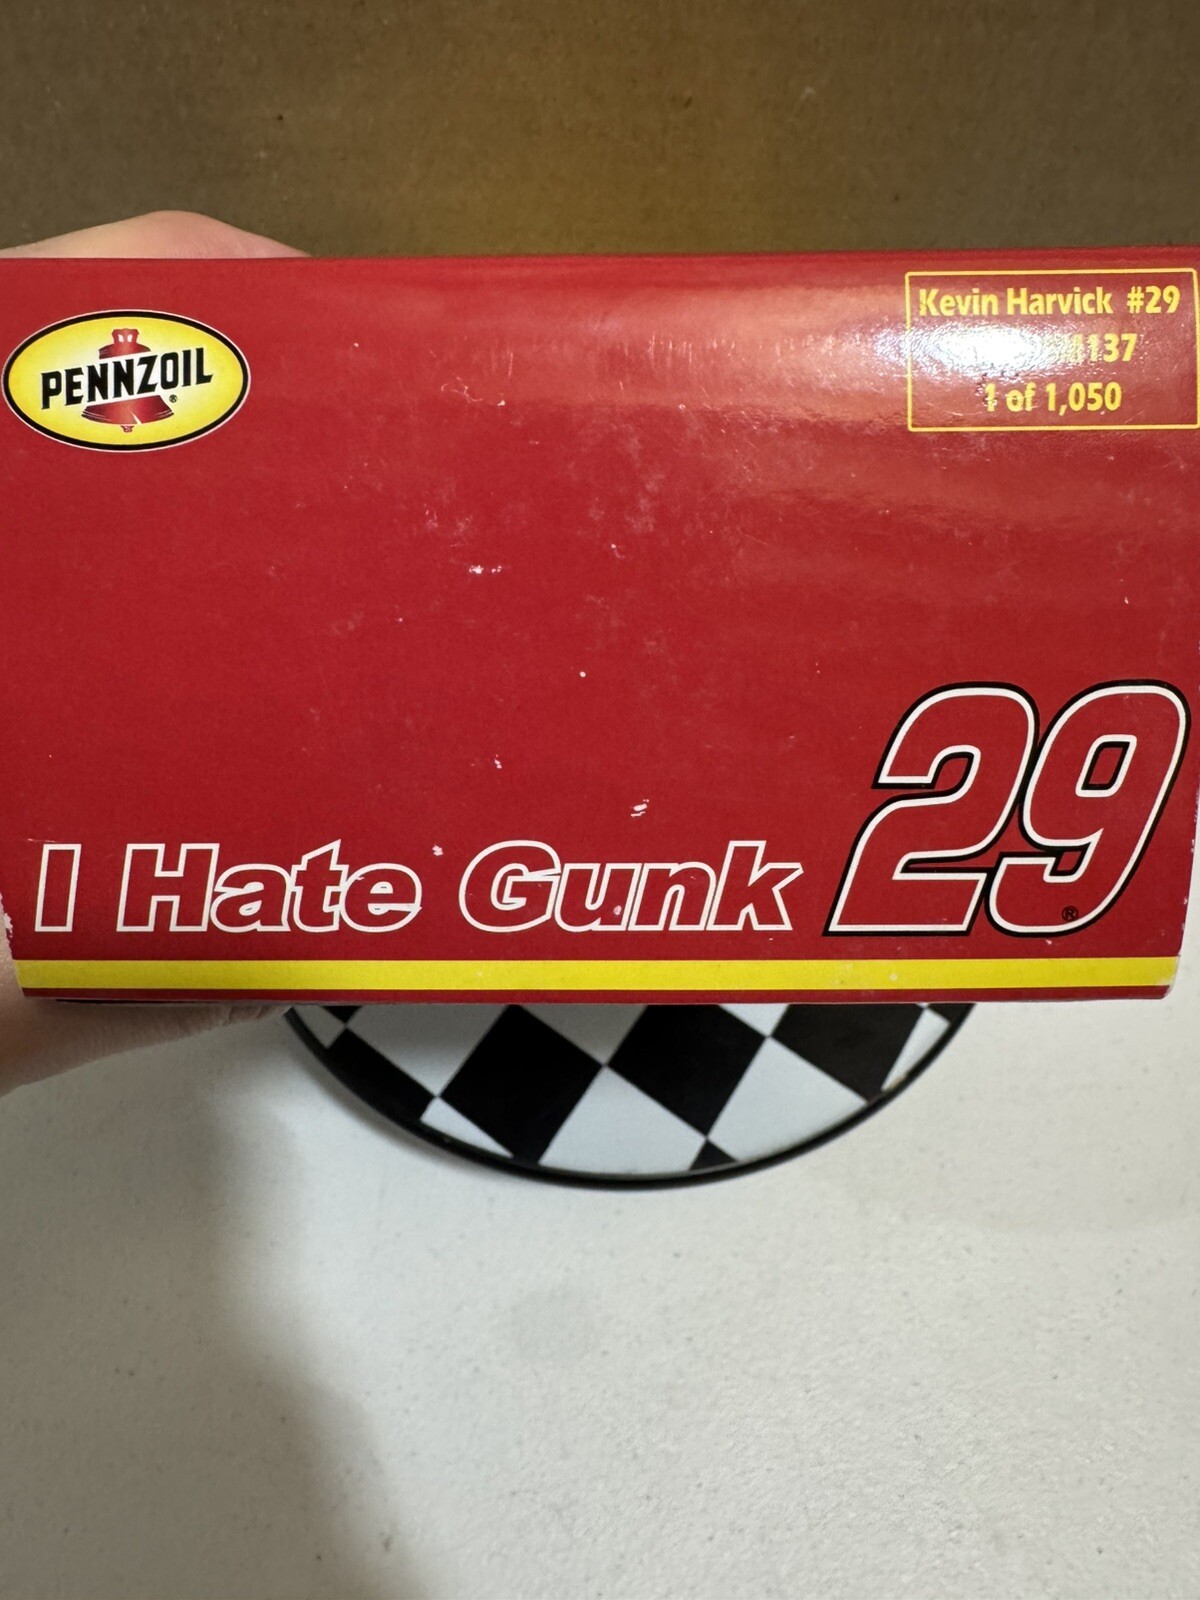 PENNZOIL
®
Kevin Harvick #29
1 of 1,050
I Hate Gunk
29
®